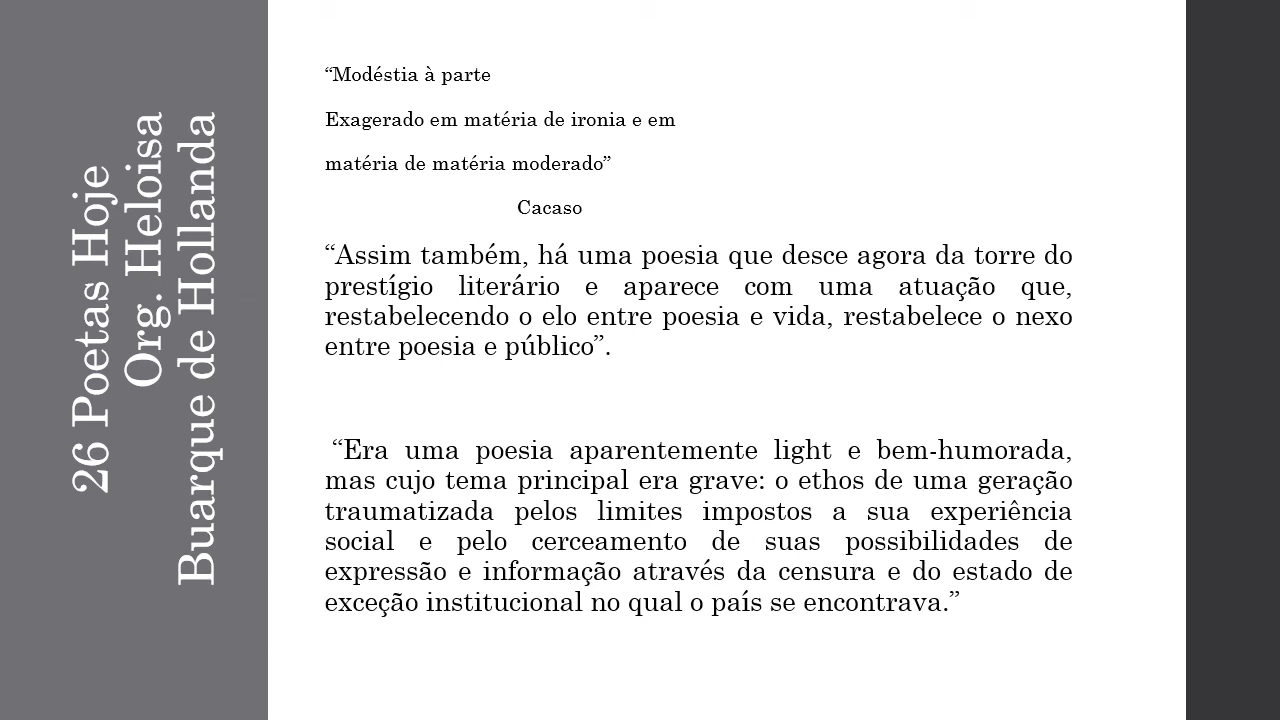 26 Poetas Hoje
Org. Heloisa
Buarque de Hollanda
“Modéstia à parte
Exagerado em matéria de ironia e em
matéria de matéria moderado”
Cacaso
“Assim também, há uma poesia que desce agora da torre do
prestígio literário e aparece com uma atuação que,
restabelecendo o elo entre poesia e vida, restabelece o nexo
entre poesia e público”.
“Era uma poesia aparentemente light e bem-humorada,
mas cujo tema principal era grave: o ethos de uma geração
traumatizada pelos limites impostos a sua experiência
social e pelo cerceamento de suas possibilidades de
expressão e informação através da censura e do estado de
exceção institucional no qual o país se encontrava.”